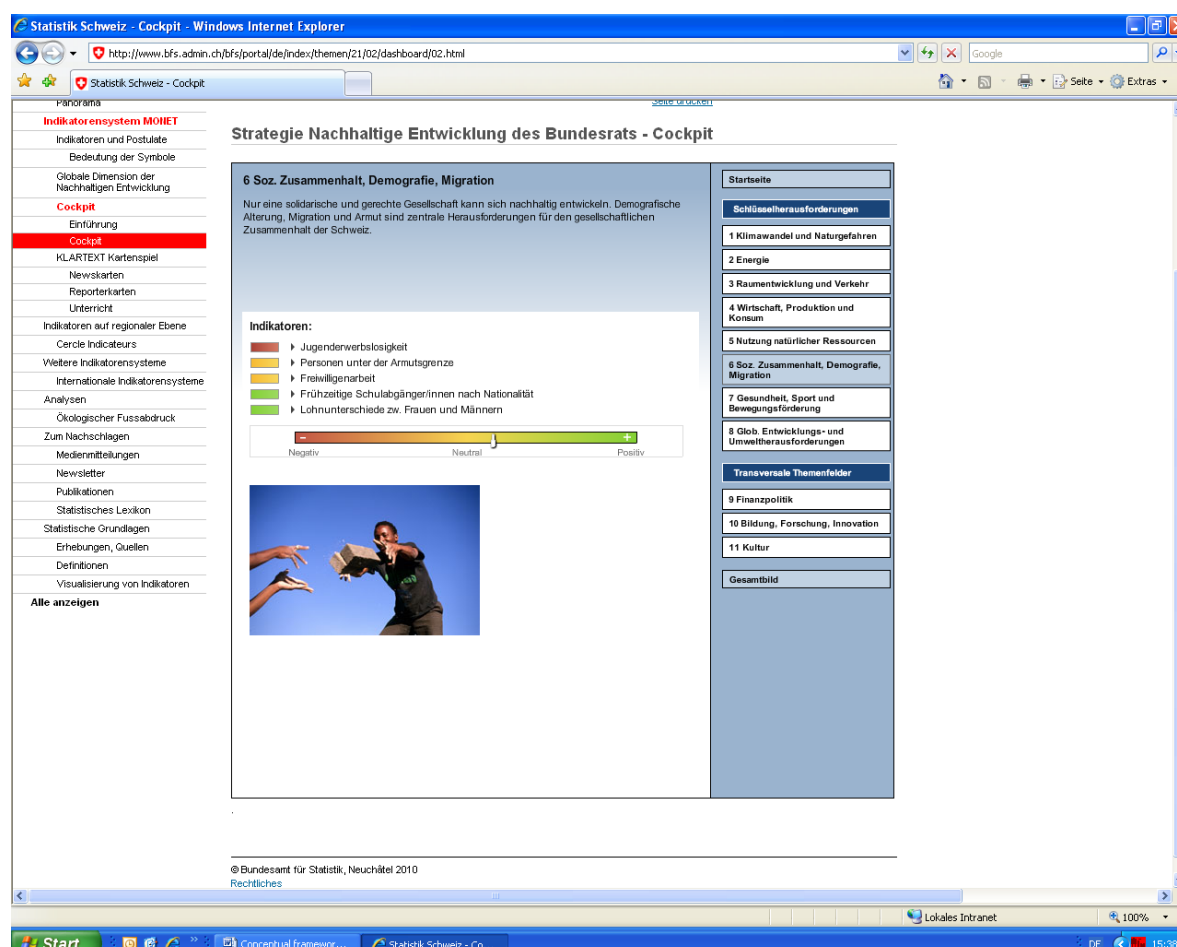 Statistik Schweiz - Cockpit - Windows Internet Explorer
http://www.bfs.admin.ch/bfs/portal/de/index/themen/21/02/dashboard/02.html
Google
Statistik Schweiz - Cockpit
Seite
Extras
Panorama
Indikatorensystem MONET
Indikatoren und Postulate
Bedeutung der Symbole
Globale Dimension der
Nachhaltigen Entwicklung
Cockpit
Einführung
Cockpit
KLARTEXT Kartenspiel
Newskarten
Reporterkarten
Unterricht
Indikatoren auf regionaler Ebene
Cercle Indicateurs
Weitere Indikatorensysteme
Internationale Indikatorensysteme
Analysen
Ökologischer Fussabdruck
Zum Nachschlagen
Medienmitteilungen
Newsletter
Publikationen
Statistisches Lexikon
Statistische Grundlagen
Erhebungen, Quellen
Definitionen
Visualisierung von Indikatoren
Alle anzeigen
Seite drucken
Strategie Nachhaltige Entwicklung des Bundesrats - Cockpit
6 Soz. Zusammenhalt, Demografie, Migration
Nur eine solidarische und gerechte Gesellschaft kann sich nachhaltig entwickeln. Demografische
Alterung, Migration und Armut sind zentrale Herausforderungen für den gesellschaftlichen
Zusammenhalt der Schweiz.
Indikatoren:
Jugenderwerbslosigkeit
Personen unter der Armutsgrenze
Freiwilligenarbeit
Frühzeitige Schulabgänger/innen nach Nationalität
Lohnunterschiede zw. Frauen und Männern
Negativ Neutral Positiv
Startseite
Schlüsselherausforderungen
1 Klimawandel und Naturgefahren
2 Energie
3 Raumentwicklung und Verkehr
4 Wirtschaft, Produktion und
Konsum
5 Nutzung natürlicher Ressourcen
6 Soz. Zusammenhalt, Demografie,
Migration
7 Gesundheit, Sport und
Bewegungsförderung
8 Glob. Entwicklungs- und
Umweltherausforderungen
Transversale Themenfelder
9 Finanzpolitik
10 Bildung, Forschung, Innovation
11 Kultur
Gesamtbild
© Bundesamt für Statistik, Neuchâtel 2010
Rechtliches
Lokales Intranet
100%
Start
Conceptual framewor...
Statistik Schweiz - Co...
DE
15:38